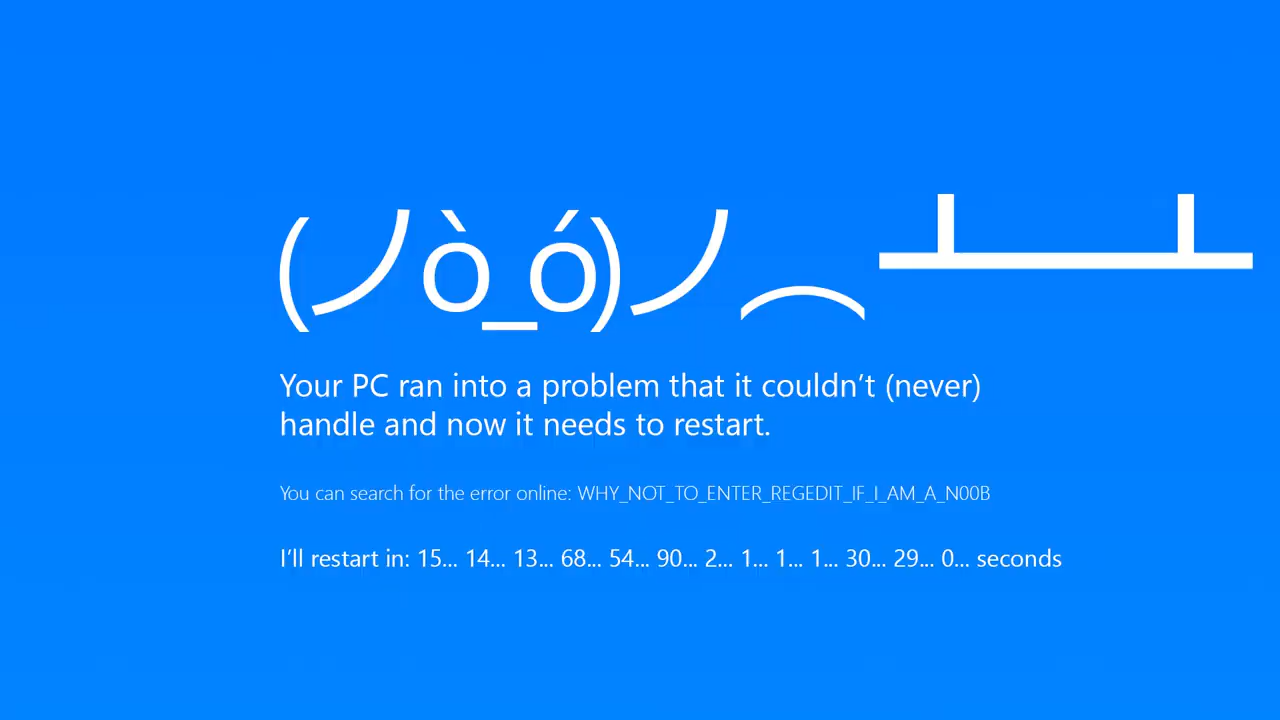 (ノò_ó)ノ︵┻━┻
Your PC ran into a problem that it couldn’t (never)
handle and now it needs to restart.
You can search for the error online: WHY_NOT_TO_ENTER_REGEDIT_IF_I_AM_A_N00B
I’ll restart in: 15... 14... 13... 68... 54... 90... 2... 1... 1... 1... 30... 29... 0... seconds